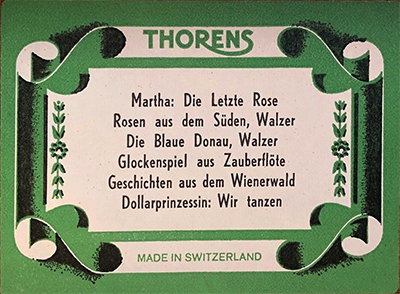 THORENS
Martha: Die Letzte Rose
Rosen aus dem Süden, Walzer
Die Blaue Donau, Walzer
Glockenspiel aus Zauberflöte
Geschichten aus dem Wienerwald
Dollarprinzessin: Wir tanzen
MADE IN SWITZERLAND